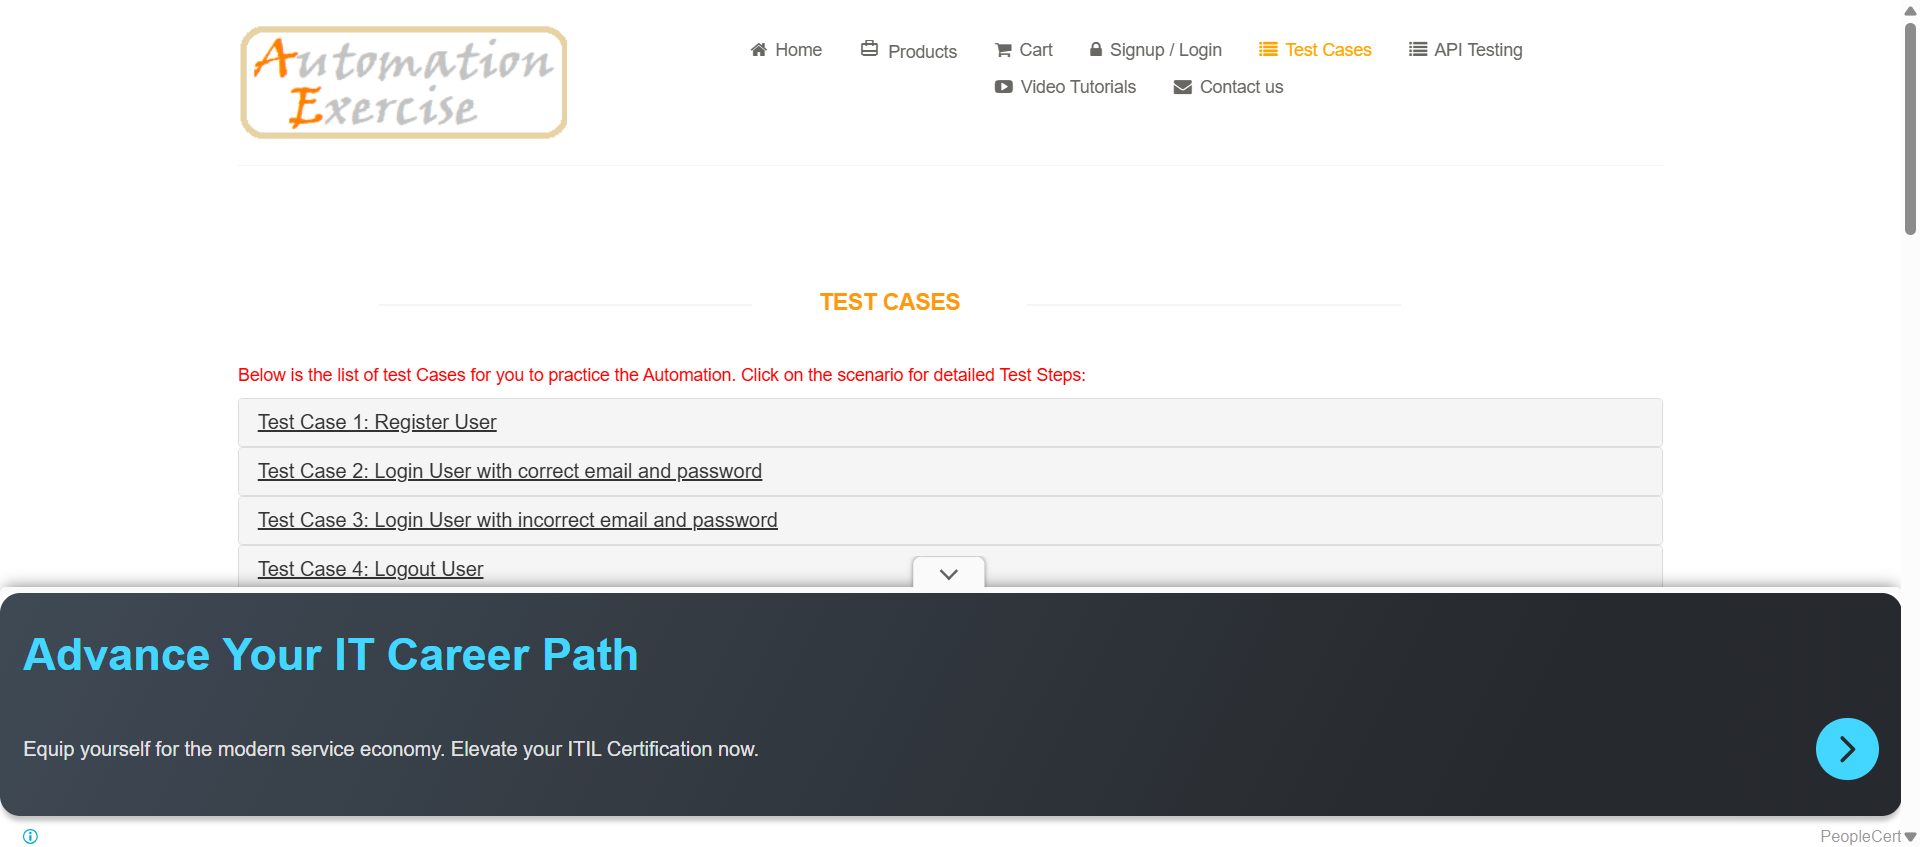 Automation
Exercise
Home
Products
Cart
Signup / Login
Test Cases
API Testing
Video Tutorials
Contact us
TEST CASES
Below is the list of test Cases for you to practice the Automation. Click on the scenario for detailed Test Steps:
Test Case 1: Register User
Test Case 2: Login User with correct email and password
Test Case 3: Login User with incorrect email and password
Test Case 4: Logout User
Advance Your IT Career Path
Equip yourself for the modern service economy. Elevate your ITIL Certification now.
PeopleCert